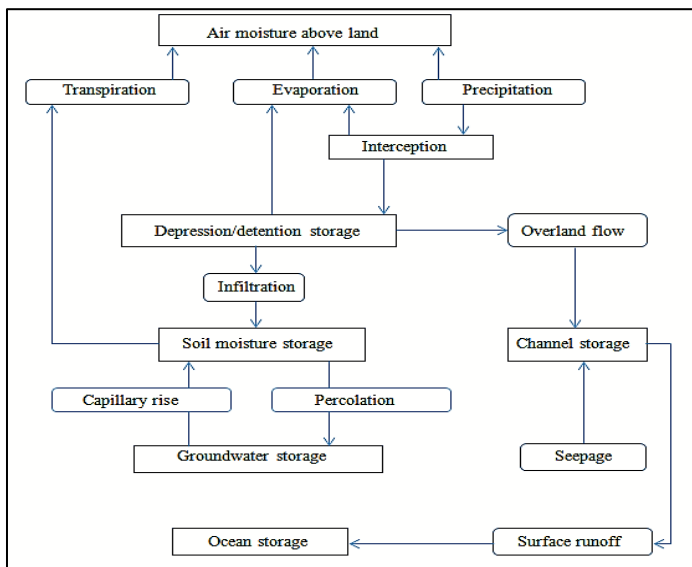 Air moisture above land
Transpiration
Evaporation
Precipitation
Interception
Depression/detention storage
Overland flow
Infiltration
Soil moisture storage
Channel storage
Capillary rise
Percolation
Groundwater storage
Seepage
Ocean storage
Surface runoff